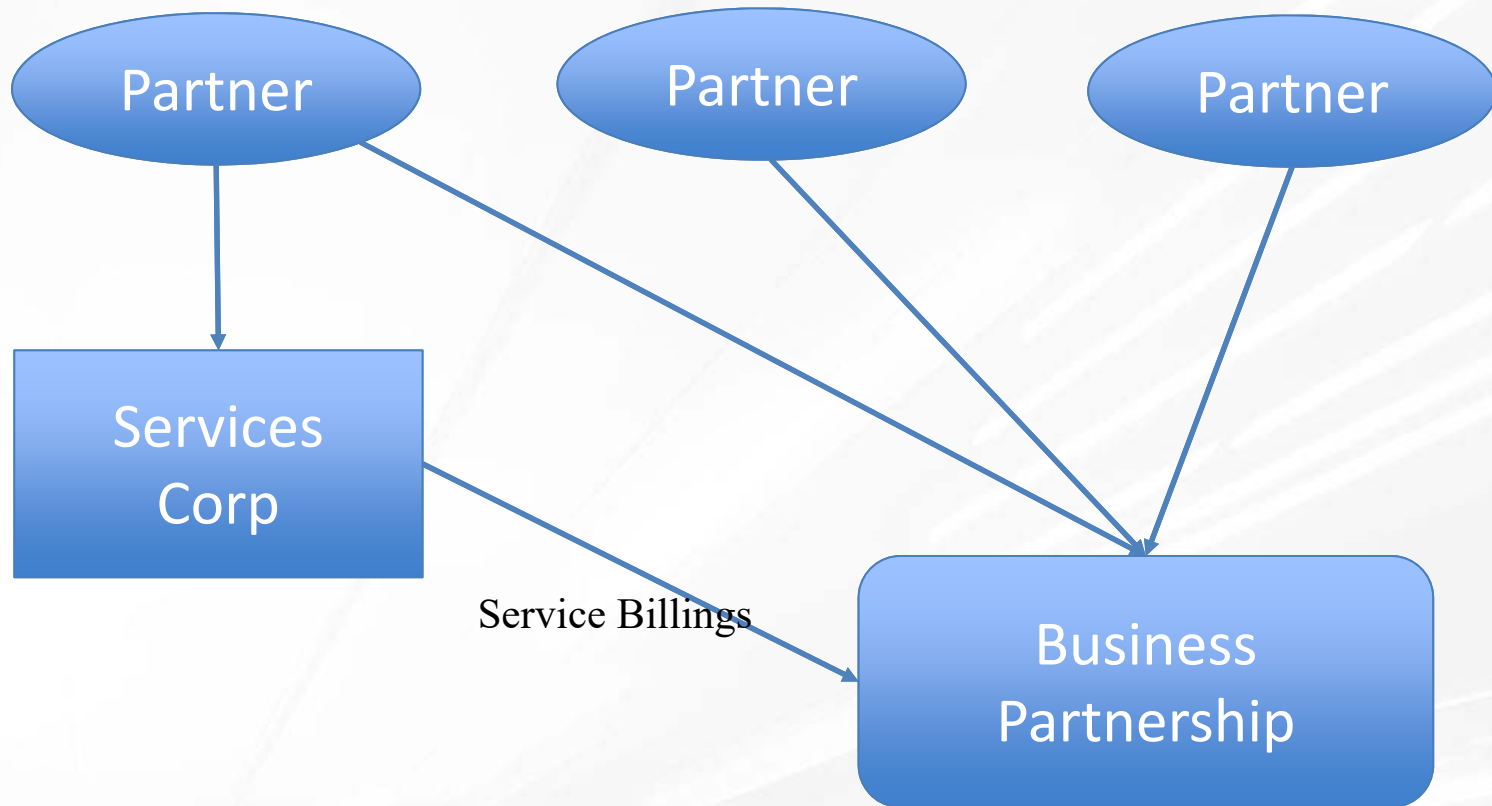 Partner
Partner
Partner
Services
Corp
Service Billings
Business
Partnership